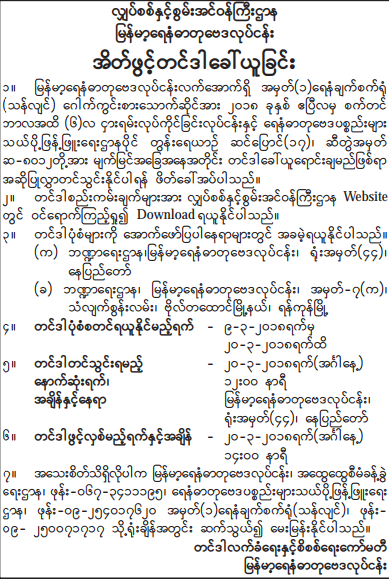 လျှပ်စစ်နှင့်စွမ်းအင်ဝန်ကြီးဌာန
မြန်မာ့ရေနံဓာတုဗေဒလုပ်ငန်း
အိတ်ဖွင့်တင်ဒါခေါ်ယူခြင်း
၁။ မြန်မာ့ရေနံဓာတုဗေဒလုပ်ငန်းလက်အောက်ရှိ အမှတ်(၁)ရေနံချက်စက်ရုံ
(သန်လျင်) ဂေါက်ကွင်းစားသောက်ဆိုင်အား ၂၀၁၈ ခုနှစ် ဧပြီလမှ စက်တင်
ဘာလအထိ (၆)လ ငှားရမ်းလုပ်ကိုင်ခြင်းလုပ်ငန်းနှင့် ရေနံဓာတုဗေဒပစ္စည်းများ
သယ်ပို့ဖြန့်ဖြူးရေးဌာနပိုင် တွန်းရေယာဉ် ဆင်ပြောင်(၁၇)၊ ဆီတွဲအမှတ်
ဆ-၈၀၁၂တို့အား မျက်မြင်အခြေအနေအတိုင်း တင်ဒါခေါ်ယူရောင်းချမည်ဖြစ်ရာ
အဆိုပြုလွှာတင်သွင်းနိုင်ပါရန် ဖိတ်ခေါ်အပ်ပါသည်။
၂။ တင်ဒါစည်းကမ်းချက်များအား လျှပ်စစ်နှင့်စွမ်းအင်ဝန်ကြီးဌာန Website
တွင် ဝင်ရောက်ကြည့်ရှု၍ Download ရယူနိုင်ပါသည်။
၃။ တင်ဒါပုံစံများကို အောက်ဖော်ပြပါနေရာများတွင် အခမဲ့ရယူနိုင်ပါသည်။
(က) ဘဏ္ဍာရေးဌာန၊မြန်မာ့ရေနံဓာတုဗေဒလုပ်ငန်း၊ ရုံးအမှတ်(၄၄)၊
နေပြည်တော်
(ခ) ဘဏ္ဍာရေးဌာန၊ မြန်မာ့ရေနံဓာတုဗေဒလုပ်ငန်း၊ အမှတ်-၇(က)၊
သံလျက်စွန်းလမ်း၊ ဗိုလ်တထောင်မြို့နယ်၊ ရန်ကုန်မြို့
၄။ တင်ဒါပုံစံစတင်ရယူနိုင်မည့်ရက် - ၉-၃-၂၀၁၈ရက်မှ
၂၀-၃-၂၀၁၈ရက်ထိ
၅။ တင်ဒါတင်သွင်းရမည့် - ၂၀-၃-၂၀၁၈ရက်(အင်္ဂါနေ့)
နောက်ဆုံးရက်၊ ၁၂း၀၀ နာရီ
အချိန်နှင့်နေရာ မြန်မာ့ရေနံဓာတုဗေဒလုပ်ငန်း၊
ရုံးအမှတ်(၄၄)၊ နေပြည်တော်
၆။ တင်ဒါဖွင့်လှစ်မည့်ရက်နှင့်အချိန် - ၂၀-၃-၂၀၁၈ရက်(အင်္ဂါနေ့)
၁၄း၀၀ နာရီ
၇။ အသေးစိတ်သိရှိလိုပါက မြန်မာ့ရေနံဓာတုဗေဒလုပ်ငန်း၊ အထွေထွေစီမံခန့်ခွဲ
ရေးဌာန၊ ဖုန်း-၀၆၇-၃၄၁၁၁၉၅၊ ရေနံဓာတုဗေဒပစ္စည်းများသယ်ပို့ဖြန့်ဖြူးရေး
ဌာန၊ ဖုန်း-၀၉-၂၅၄၀၁၇၆၂၀ အမှတ်(၁)ရေနံချက်စက်ရုံ(သန်လျင်)၊ ဖုန်း-
၀၉- ၂၅၀၀၇၁၇၁၇ သို့ရုံးချိန်အတွင်း ဆက်သွယ်၍ မေးမြန်းနိုင်ပါသည်။
တင်ဒါလက်ခံရေးနှင့်စိစစ်ရေးကော်မတီ
မြန်မာ့ရေနံဓာတုဗေဒလုပ်ငန်း